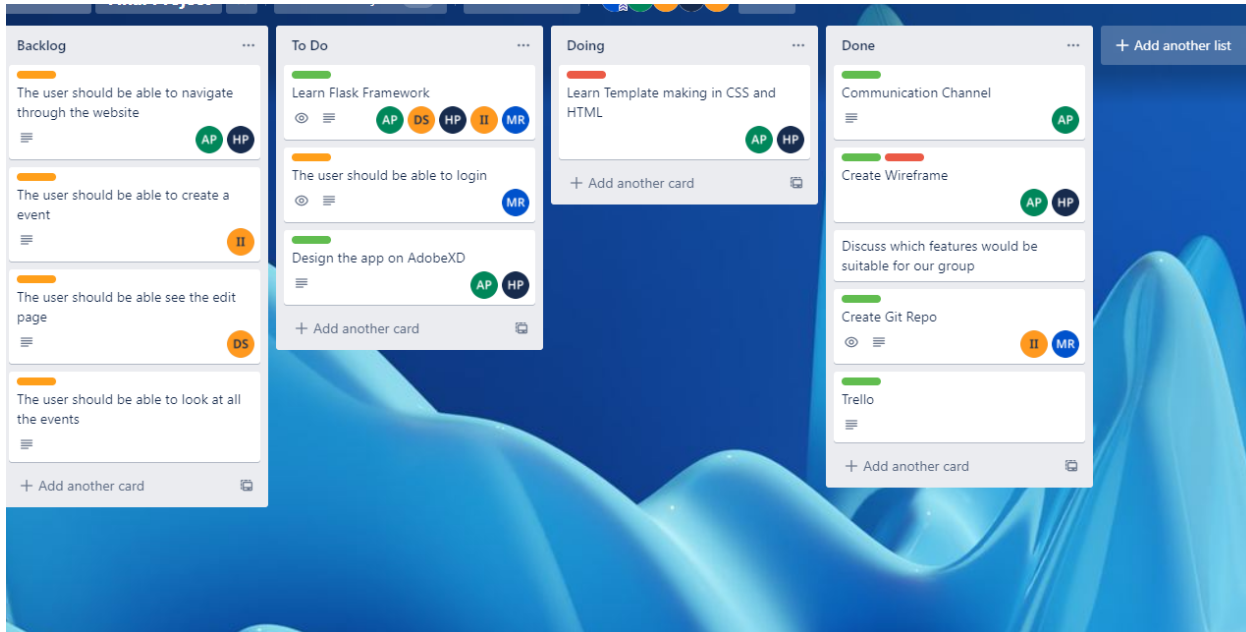 Final Project
Backlog
The user should be able to navigate
through the website
AP HP
The user should be able to create a
event
II
The user should be able see the edit
page
DS
The user should be able to look at all
the events
+ Add another card
To Do
Learn Flask Framework
AP DS HP II MR
The user should be able to login
MR
Design the app on AdobeXD
AP HP
+ Add another card
Doing
Learn Template making in CSS and
HTML
AP HP
+ Add another card
Done
Communication Channel
AP
Create Wireframe
AP HP
Discuss which features would be
suitable for our group
Create Git Repo
II MR
Trello
+ Add another card
+ Add another list